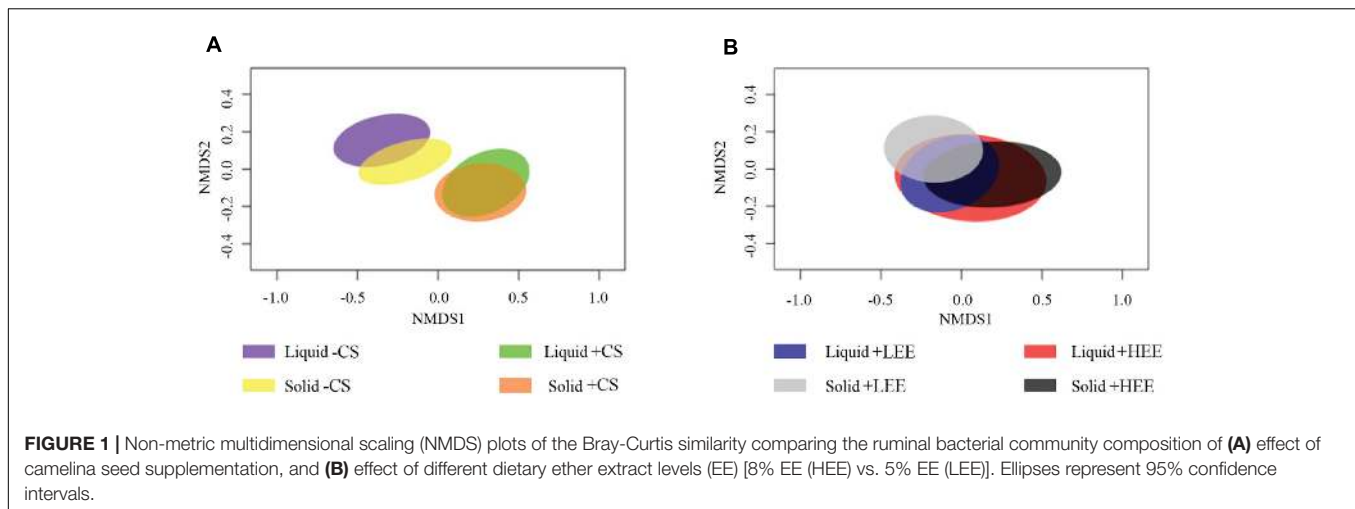 A
B
0.4
0.2
0.0
-0.2
-0.4
NMDS2
-1.0 -0.5 0.0 0.5 1.0
NMDS1
Liquid -CS
Liquid +CS
Solid -CS
Solid +CS
0.4
0.2
0.0
-0.2
-0.4
NMDS2
-1.0 -0.5 0.0 0.5 1.0
NMDS1
Liquid +LEE
Liquid +HEE
Solid +LEE
Solid +HEE
FIGURE 1 | Non-metric multidimensional scaling (NMDS) plots of the Bray-Curtis similarity comparing the ruminal bacterial community composition of (A) effect of
camelina seed supplementation, and (B) effect of different dietary ether extract levels (EE) [8% EE (HEE) vs. 5% EE (LEE)]. Ellipses represent 95% confidence
intervals.